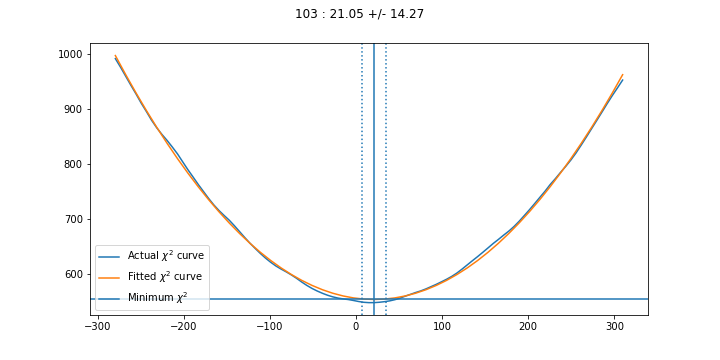 103 : 21.05 +/- 14.27
1000
900
800
700
600
Actual χ² curve
Fitted χ² curve
Minimum χ²
−300 −200 −100 0 100 200 300